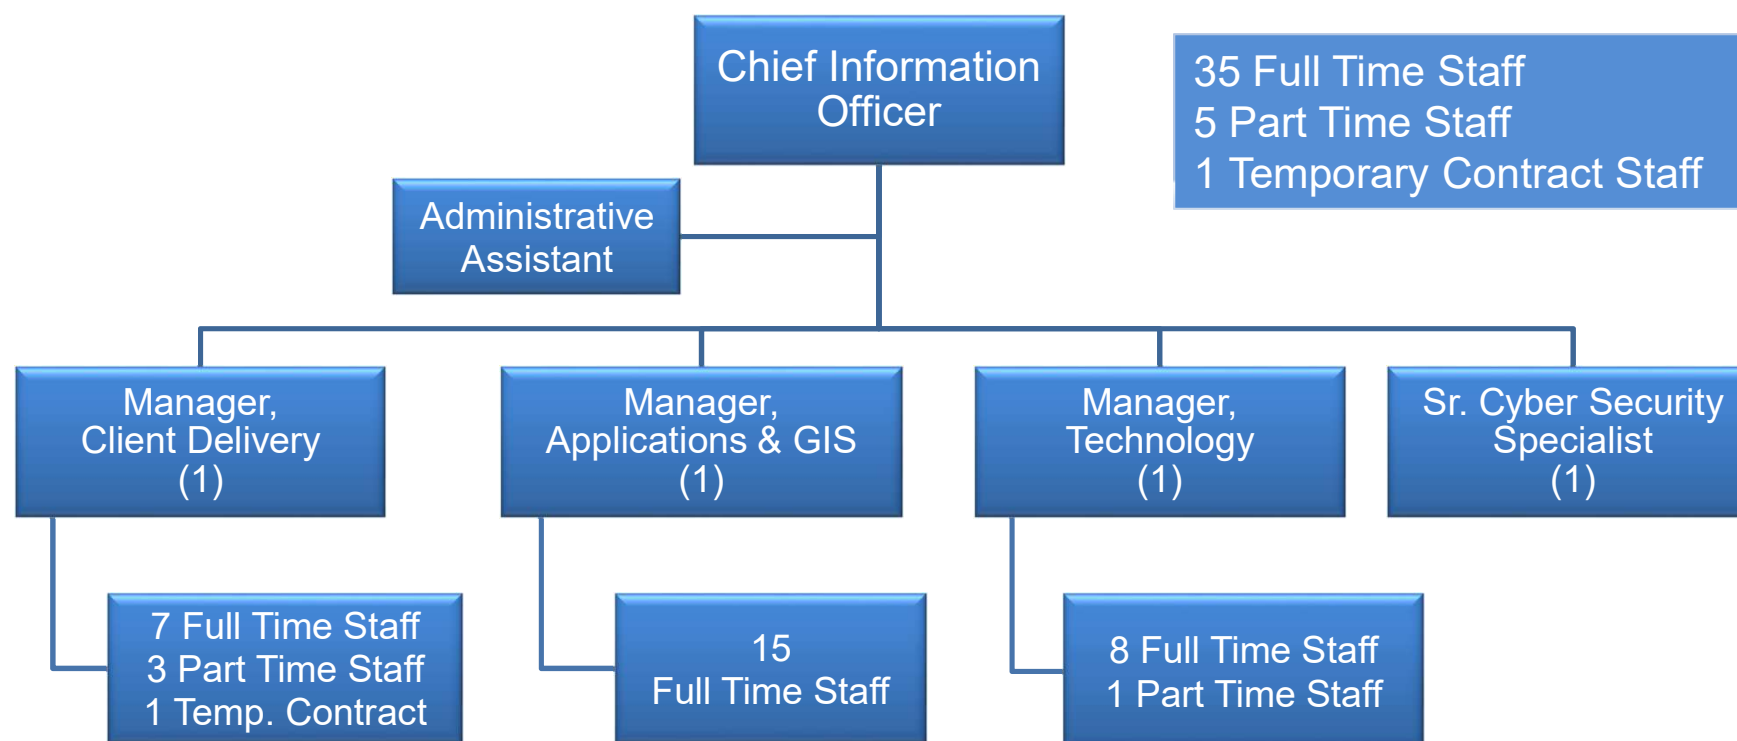 Chief Information
Officer
35 Full Time Staff
5 Part Time Staff
1 Temporary Contract Staff
Administrative
Assistant
Manager,
Client Delivery
(1)
Manager,
Applications & GIS
(1)
Manager,
Technology
(1)
Sr. Cyber Security
Specialist
(1)
7 Full Time Staff
3 Part Time Staff
1 Temp. Contract
15
Full Time Staff
8 Full Time Staff
1 Part Time Staff